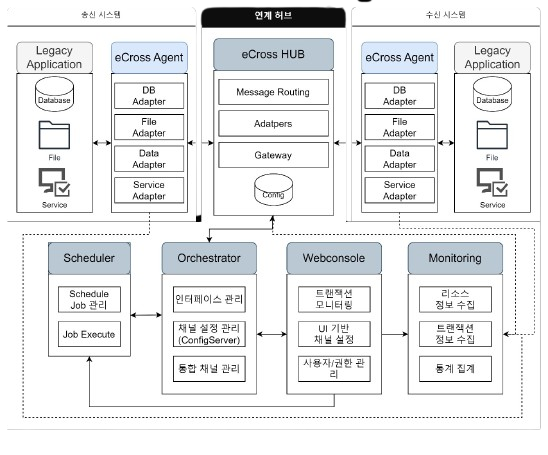 송신 시스템
연계 허브
수신 시스템
Legacy
Application
Database
File
Service
eCross Agent
DB
Adapter
File
Adapter
Data
Adapter
Service
Adapter
eCross HUB
Message Routing
Adatpers
Gateway
Config
eCross Agent
DB
Adapter
File
Adapter
Data
Adapter
Service
Adapter
Legacy
Application
Database
File
Service
Scheduler
Schedule
Job 관리
Job Execute
Orchestrator
인터페이스 관리
채널 설정 관리
(ConfigServer)
통합 채널 관리
Webconsole
트랜잭션
모니터링
UI 기반
채널 설정
사용자/권한 관
리
Monitoring
리소스
정보 수집
트랜잭션
정보 수집
통계 집계